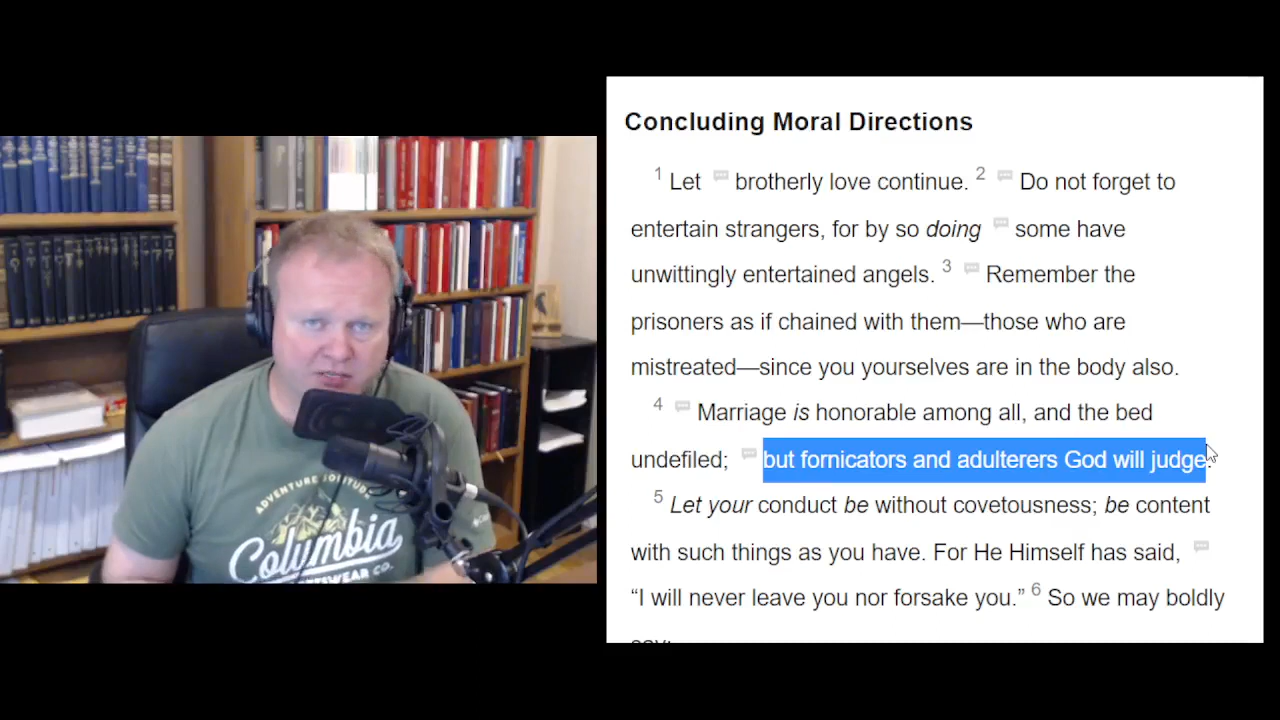 ADVENTURE SOLITUDE
Columbia
Concluding Moral Directions
1 Let brotherly love continue. 2 Do not forget to
entertain strangers, for by so doing some have
unwittingly entertained angels. 3 Remember the
prisoners as if chained with them—those who are
mistreated—since you yourselves are in the body also.
4 Marriage is honorable among all, and the bed
undefiled; but fornicators and adulterers God will judge.
5 Let your conduct be without covetousness; be content
with such things as you have. For He Himself has said,
“I will never leave you nor forsake you.” 6 So we may boldly